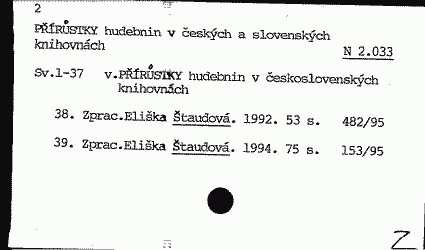 2
PŘÍRŮSTKY hudebnin v českých a slovenských
knihovnách
N 2.033
Sv.1-37 v.PŘÍRŮSTKY hudebnin v československých
knihovnách
38. Zprac.Eliška Štaudová. 1992. 53 s. 482/95
39. Zprac.Eliška Štaudová. 1994. 75 s. 153/95
Z